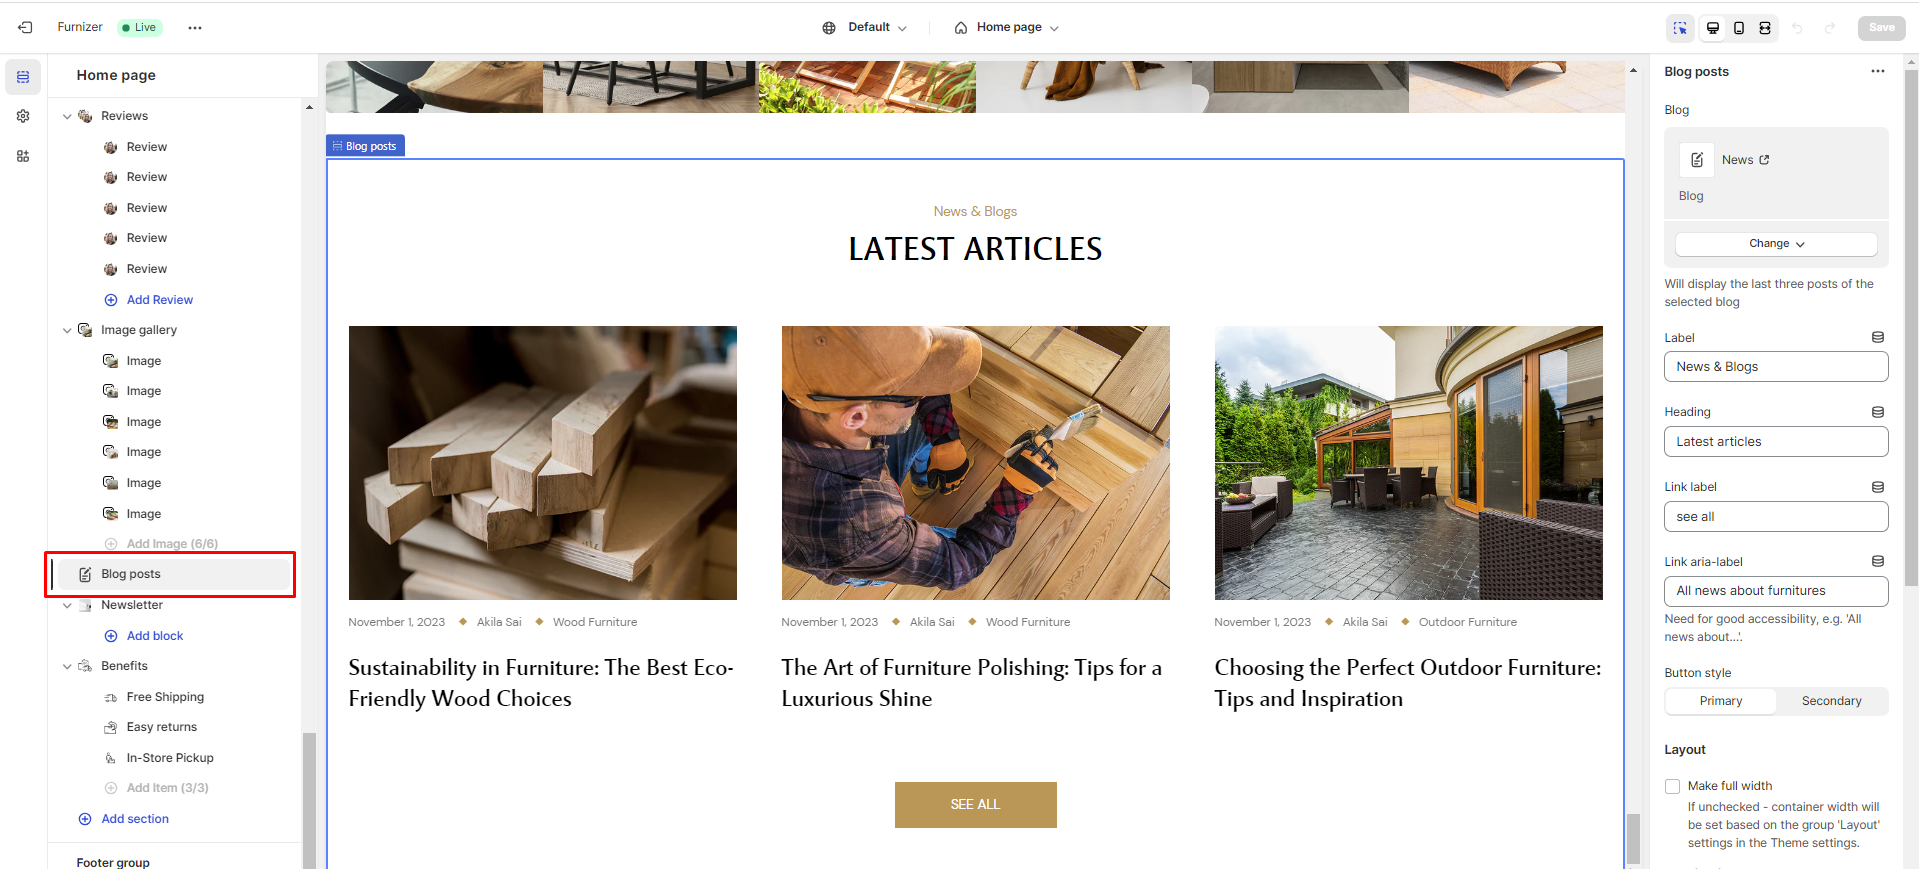 Furnizer
Live
Default
Home page
Save
Home page
Reviews
Review
Review
Review
Review
Review
Add Review
Image gallery
Image
Image
Image
Image
Image
Image
Add Image (6/6)
Blog posts
Newsletter
Add block
Benefits
Free Shipping
Easy returns
In-Store Pickup
Add Item (3/3)
Add section
Footer group
Blog posts
News & Blogs
LATEST ARTICLES
November 1, 2023 Akila Sai Wood Furniture
Sustainability in Furniture: The Best Eco-
Friendly Wood Choices
November 1, 2023 Akila Sai Wood Furniture
The Art of Furniture Polishing: Tips for a
Luxurious Shine
November 1, 2023 Akila Sai Outdoor Furniture
Choosing the Perfect Outdoor Furniture:
Tips and Inspiration
SEE ALL
Blog posts
Blog
News
Blog
Change
Will display the last three posts of the
selected blog
Label
News & Blogs
Heading
Latest articles
Link label
see all
Link aria-label
All news about furnitures
Need for good accessibility, e.g. 'All
news about...'.
Button style
Primary
Secondary
Layout
Make full width
If unchecked - container width will
be set based on the group 'Layout'
settings in the Theme settings.